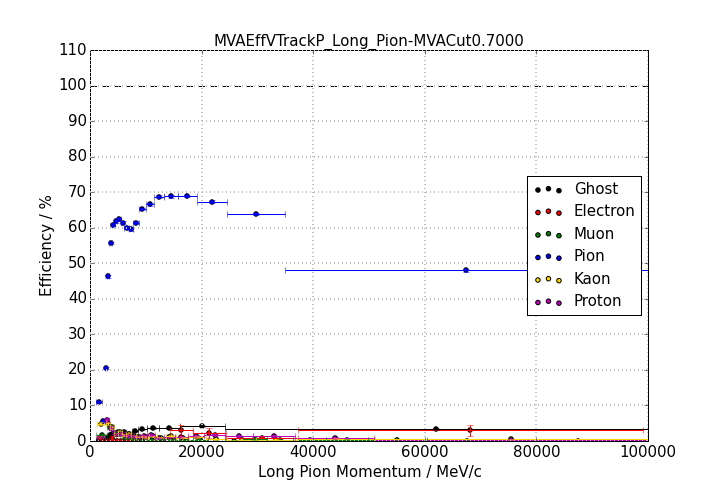 MVAEffVTrackP_Long_Pion-MVACut0.7000
110
100
90
80
70
60
50
40
30
20
10
0
Efficiency / %
Ghost
Electron
Muon
Pion
Kaon
Proton
0 20000 40000 60000 80000 100000
Long Pion Momentum / MeV/c